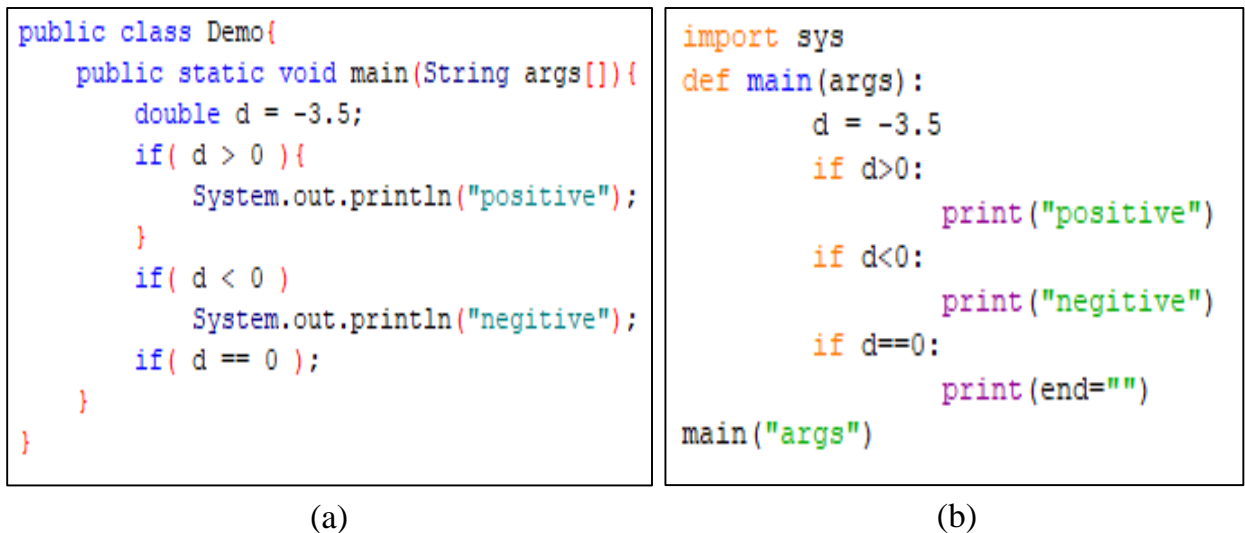 public class Demo{
    public static void main(String args[]){
        double d = -3.5;
        if( d > 0 ){
            System.out.println("positive");
        }
        if( d < 0 )
            System.out.println("negitive");
        if( d == 0 );
    }
}
(a)
import sys
def main(args):
        d = -3.5
        if d>0:
                print("positive")
        if d<0:
                print("negitive")
        if d==0:
                print(end="")
main("args")
(b)